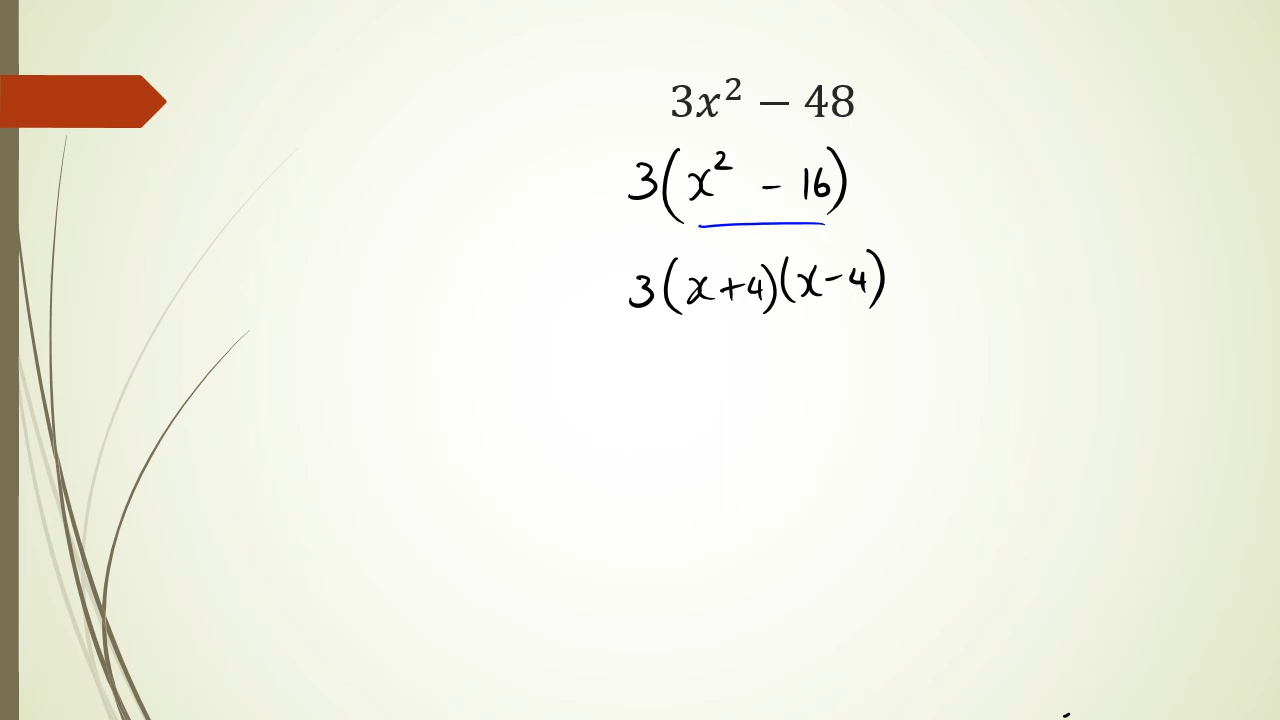 3x² − 48
3(x² - 16)
3(x+4)(x-4)